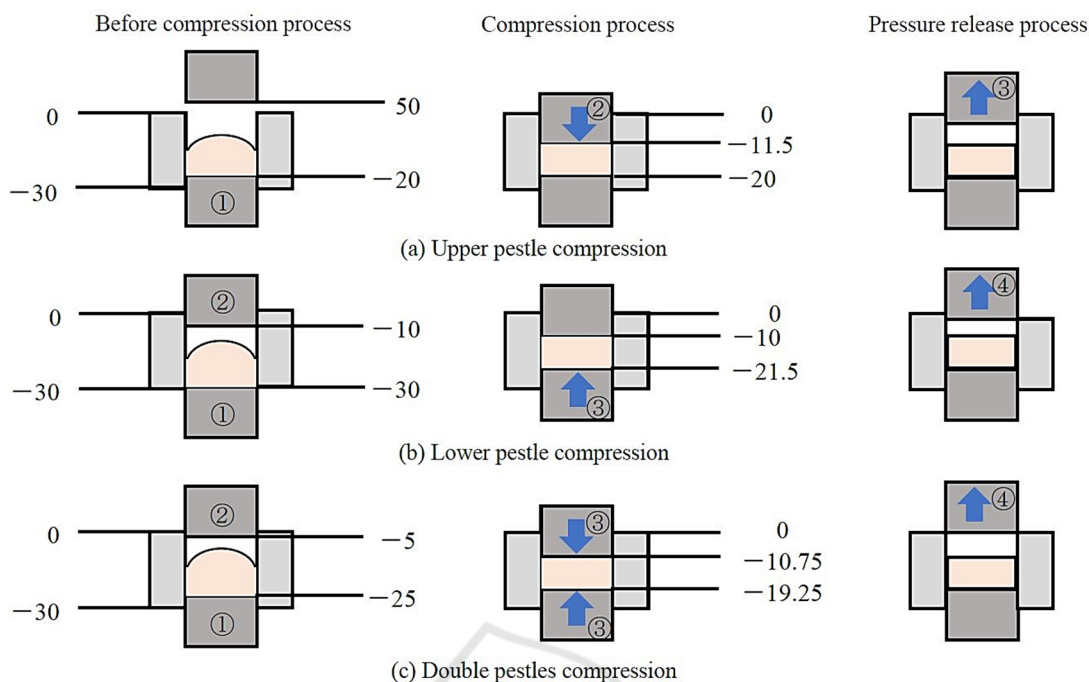 Before compression process Compression process Pressure release process
0 50 ② 0 ③
−11.5
−30 ① −20 −20
(a) Upper pestle compression
② ④
0 −10 0
−10
−30 ① −30 ③ −21.5
(b) Lower pestle compression
② ③ ④
0 −5 0
−10.75
−30 ① −25 ③ −19.25
(c) Double pestles compression